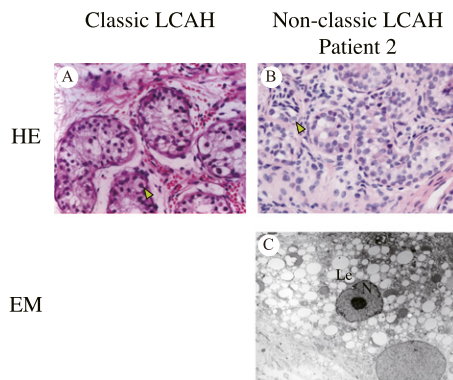 Classic LCAH
Non-classic LCAH
Patient 2
A
B
HE
C
Le
N
EM